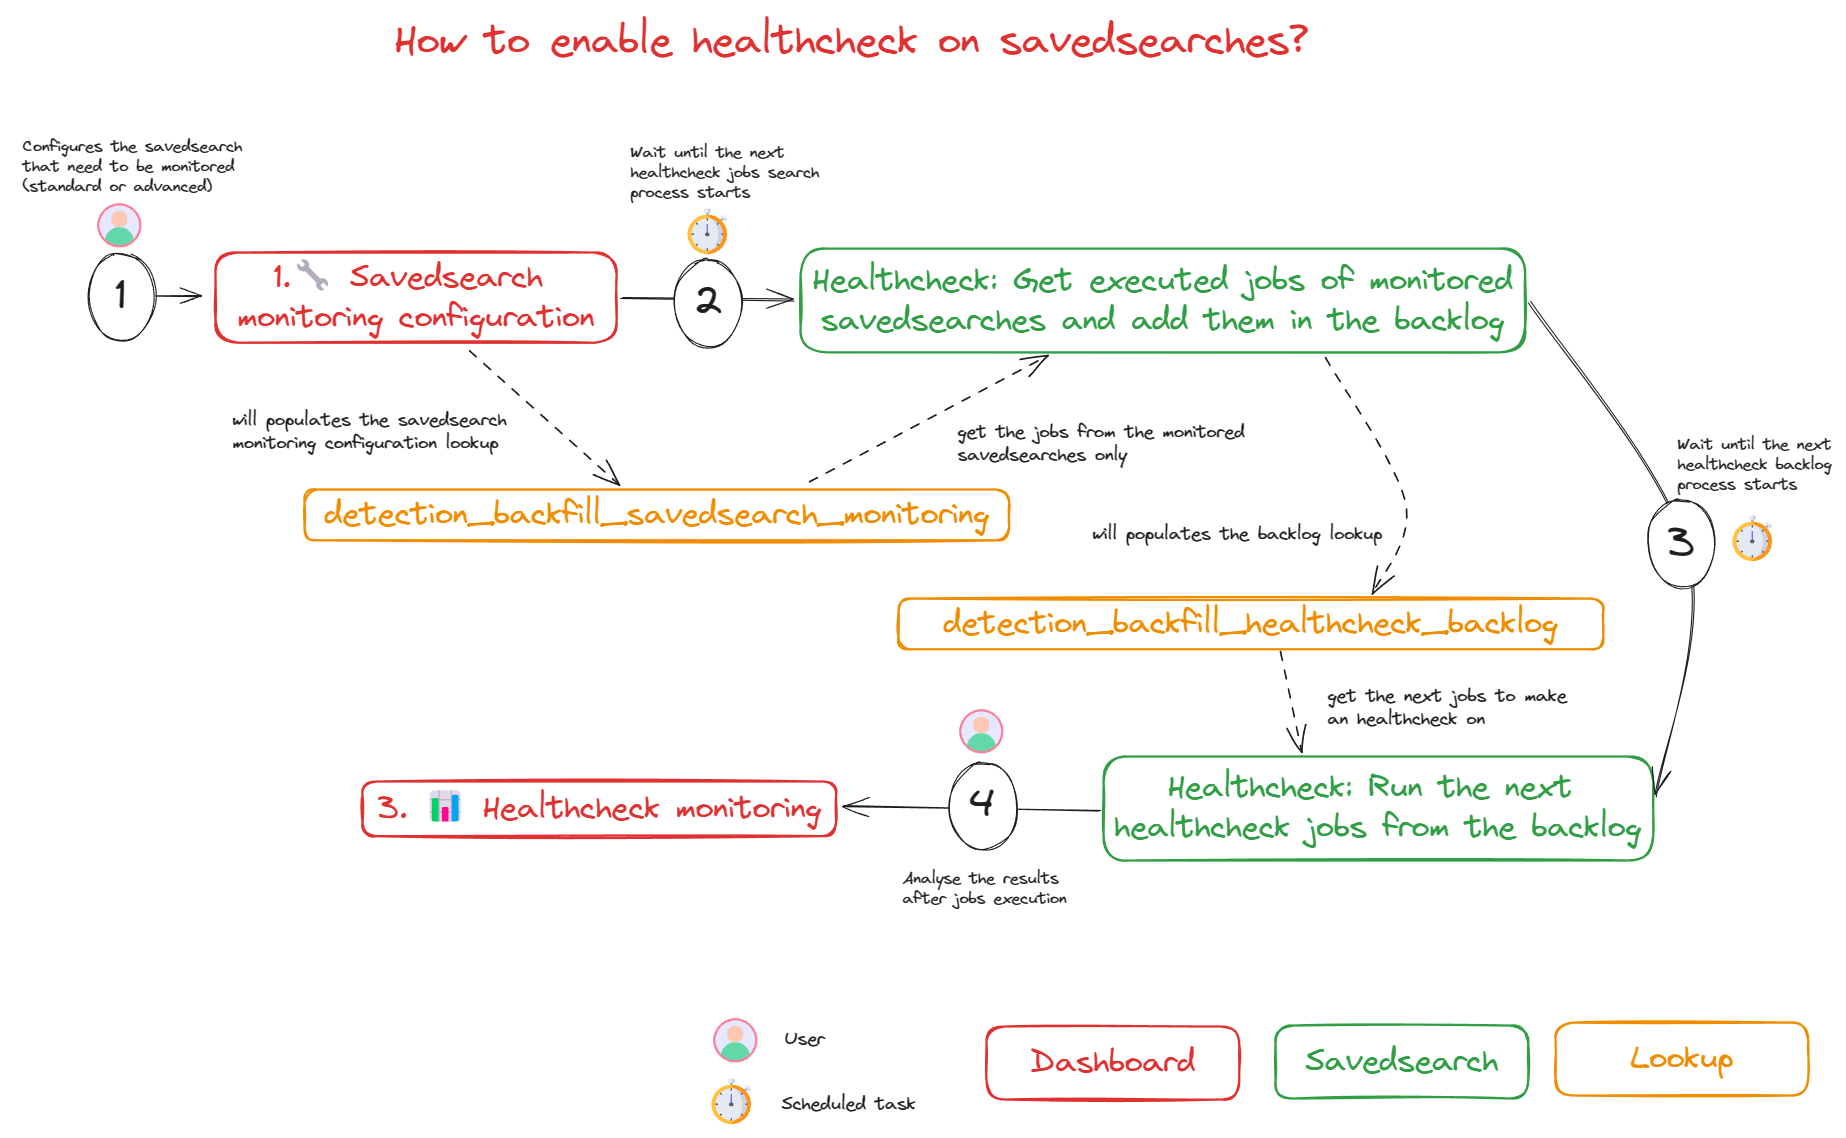 How to enable healthcheck on savedsearches?
Configures the savedsearch
that need to be monitored
(standard or advanced)
1
1. Savedsearch
monitoring configuration
Wait until the next
healthcheck jobs search
process starts
2
Healthcheck: Get executed jobs of monitored
savedsearches and add them in the backlog
will populates the savedsearch
monitoring configuration lookup
get the jobs from the monitored
savedsearches only
detection_backfill_savedsearch_monitoring
will populates the backlog lookup
Wait until the next
healthcheck backlog
process starts
3
detection_backfill_healthcheck_backlog
get the next jobs to make
an healthcheck on
Healthcheck: Run the next
healthcheck jobs from the backlog
4
Analyse the results
after jobs execution
3. Healthcheck monitoring
User
Scheduled task
Dashboard
Savedsearch
Lookup